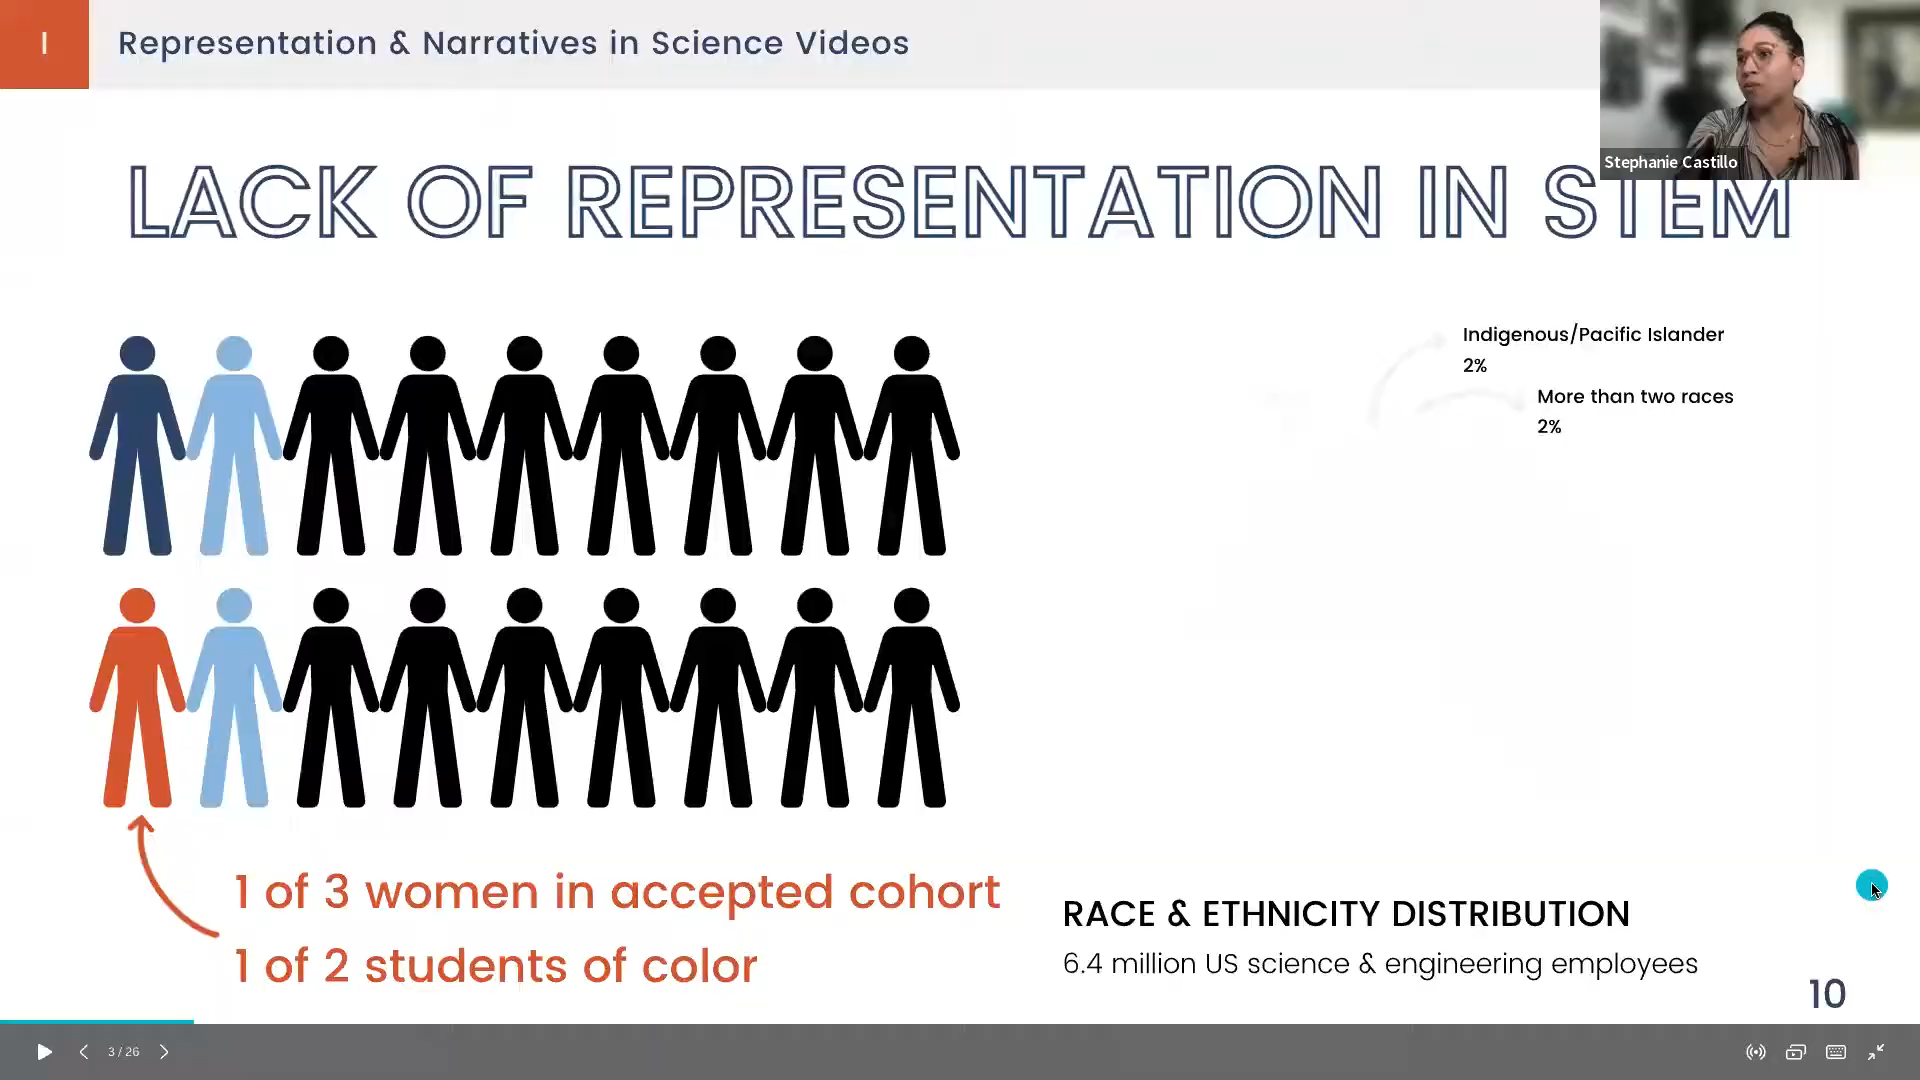 I
Representation & Narratives in Science Videos
Stephanie Castillo
LACK OF REPRESENTATION IN STEM
Indigenous/Pacific Islander
2%
More than two races
2%
1 of 3 women in accepted cohort
1 of 2 students of color
RACE & ETHNICITY DISTRIBUTION
6.4 million US science & engineering employees
10
3 / 26